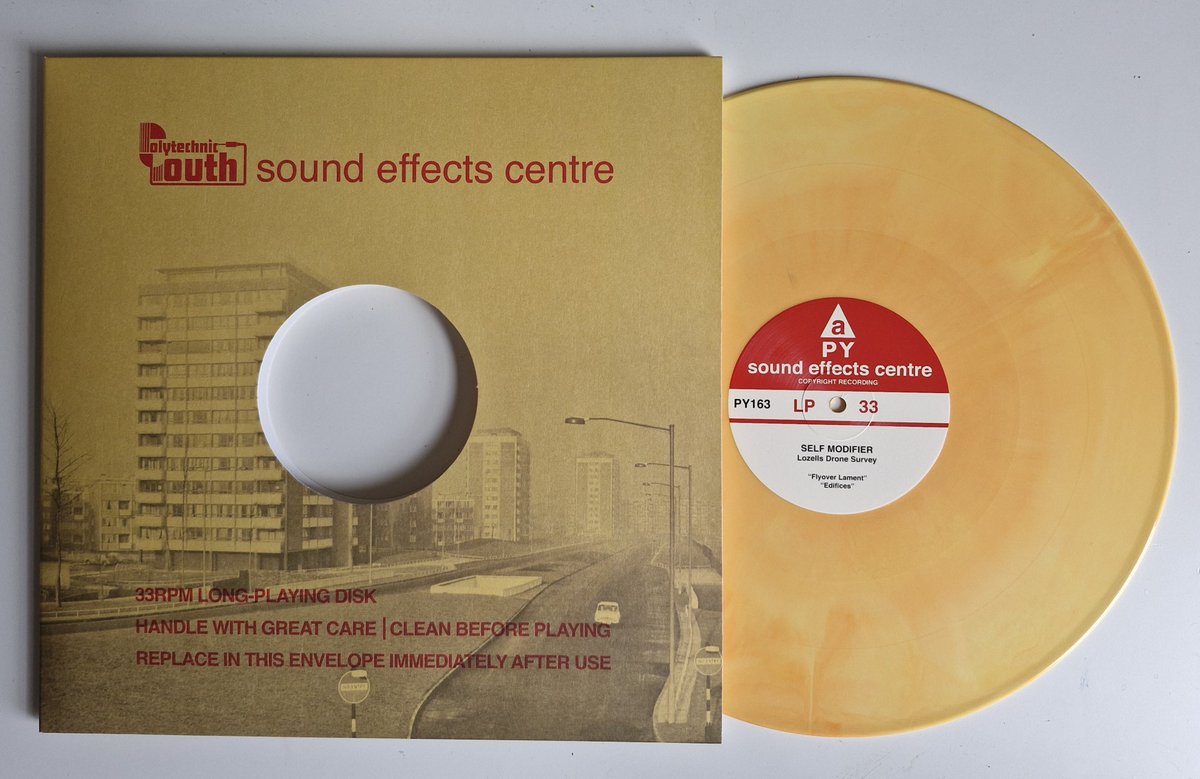 Polytechnic
Youth
sound effects centre
33RPM LONG-PLAYING DISK
HANDLE WITH GREAT CARE | CLEAN BEFORE PLAYING
REPLACE IN THIS ENVELOPE IMMEDIATELY AFTER USE
a
PY
sound effects centre
COPYRIGHT RECORDING
PY163 LP 33
SELF MODIFIER
Lozells Drone Survey
"Flyover Lament"
"Edifices"